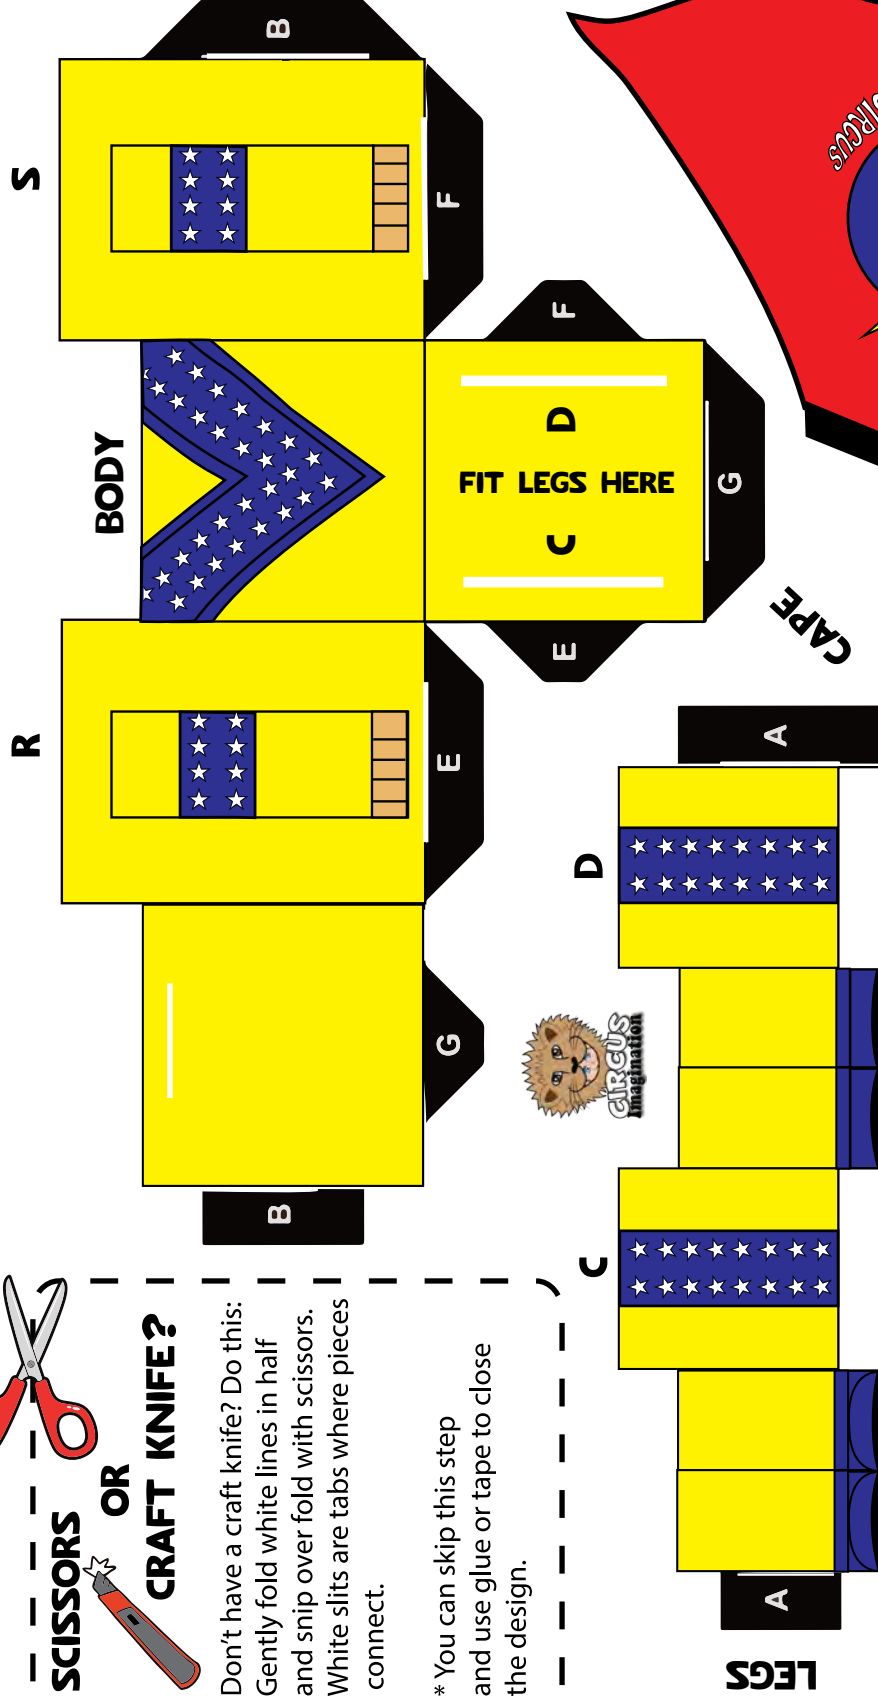 SCISSORS
OR
CRAFT KNIFE?
Don't have a craft knife? Do this:
Gently fold white lines in half
and snip over fold with scissors.
White slits are tabs where pieces
connect.
* You can skip this step
and use glue or tape to close
the design.
BODY
S
R
B
F
F
D
FIT LEGS HERE
C
G
E
E
G
B
CIRCUS
CAPE
A
D
CIRCUS
Imagination
C
A
LEGS